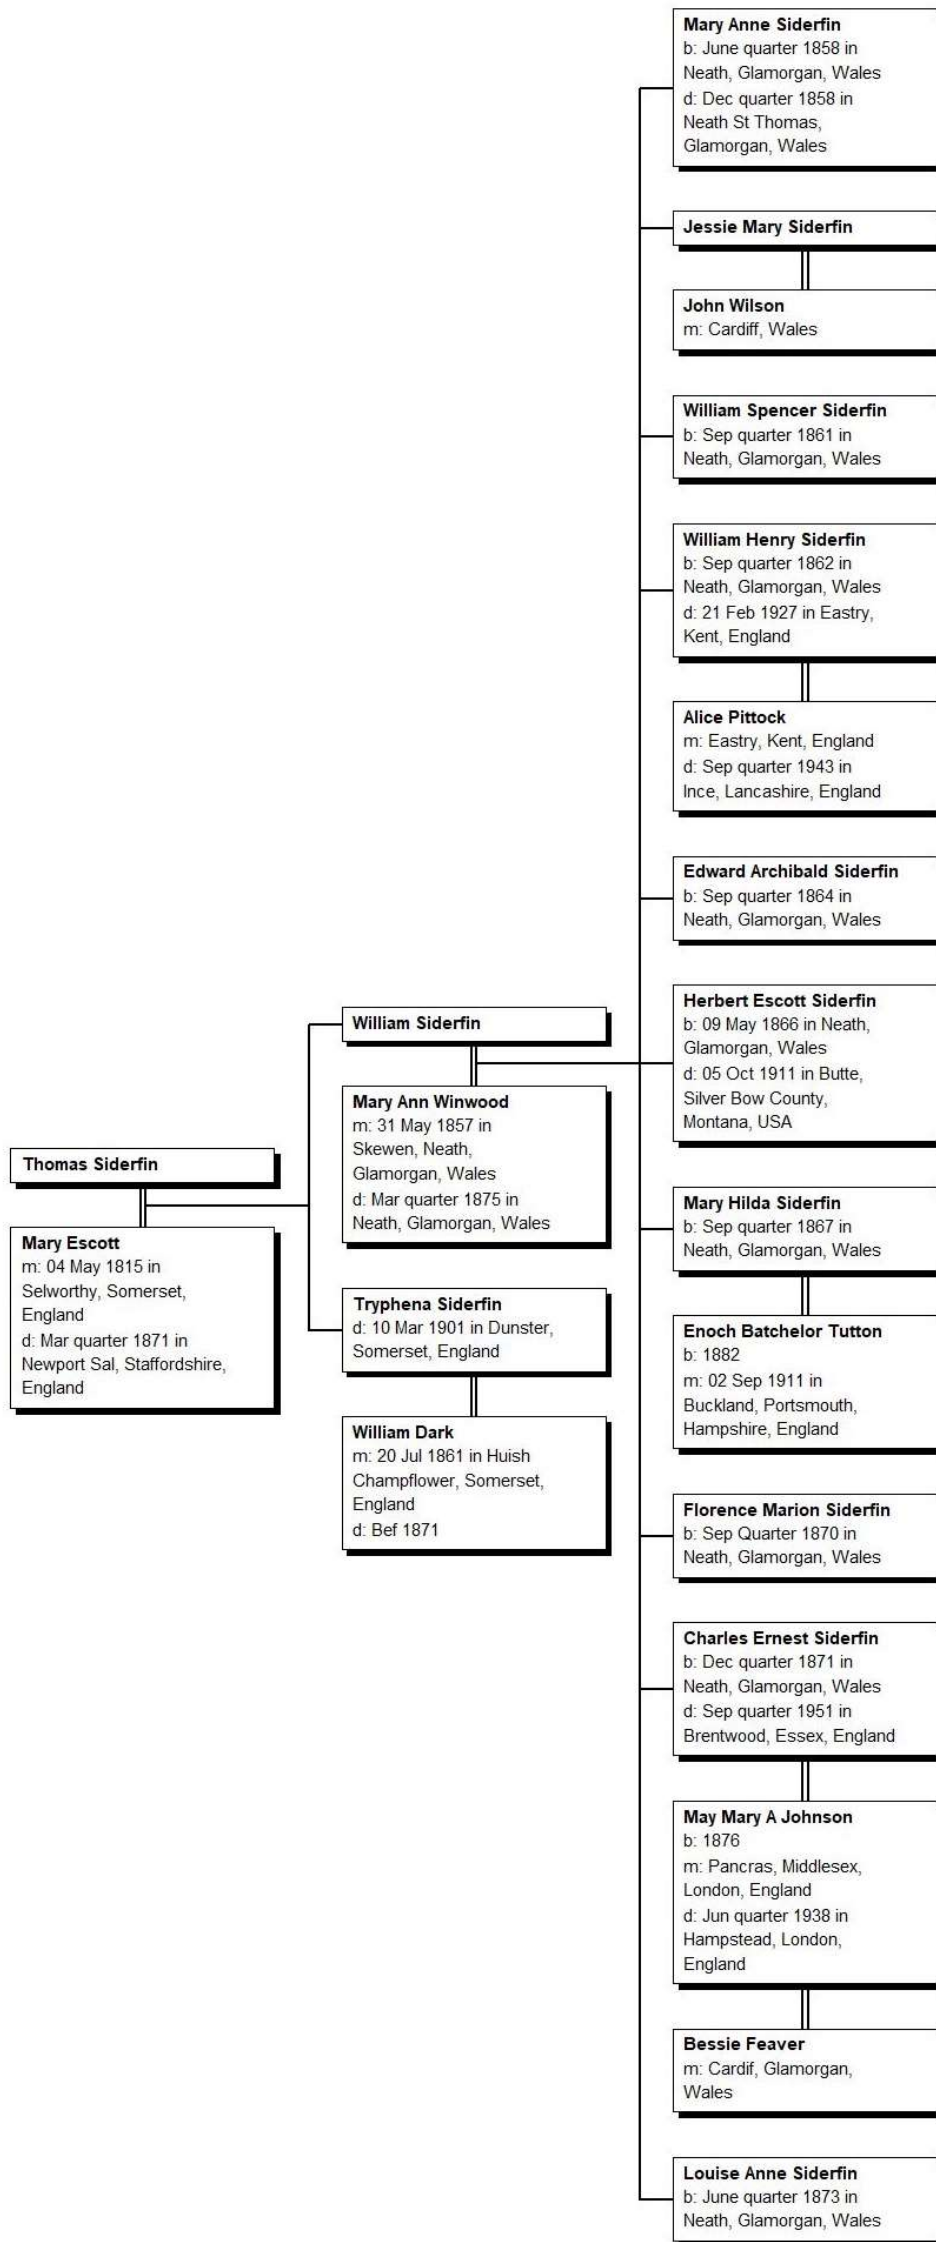 Thomas Siderfin
Mary Escott
m: 04 May 1815 in
Selworthy, Somerset,
England
d: Mar quarter 1871 in
Newport Sal, Staffordshire,
England
William Siderfin
Mary Ann Winwood
m: 31 May 1857 in
Skewen, Neath,
Glamorgan, Wales
d: Mar quarter 1875 in
Neath, Glamorgan, Wales
Tryphena Siderfin
d: 10 Mar 1901 in Dunster,
Somerset, England
William Dark
m: 20 Jul 1861 in Huish
Champflower, Somerset,
England
d: Bef 1871
Mary Anne Siderfin
b: June quarter 1858 in
Neath, Glamorgan, Wales
d: Dec quarter 1858 in
Neath St Thomas,
Glamorgan, Wales
Jessie Mary Siderfin
John Wilson
m: Cardiff, Wales
William Spencer Siderfin
b: Sep quarter 1861 in
Neath, Glamorgan, Wales
William Henry Siderfin
b: Sep quarter 1862 in
Neath, Glamorgan, Wales
d: 21 Feb 1927 in Eastry,
Kent, England
Alice Pittock
m: Eastry, Kent, England
d: Sep quarter 1943 in
Ince, Lancashire, England
Edward Archibald Siderfin
b: Sep quarter 1864 in
Neath, Glamorgan, Wales
Herbert Escott Siderfin
b: 09 May 1866 in Neath,
Glamorgan, Wales
d: 05 Oct 1911 in Butte,
Silver Bow County,
Montana, USA
Mary Hilda Siderfin
b: Sep quarter 1867 in
Neath, Glamorgan, Wales
Enoch Batchelor Tutton
b: 1882
m: 02 Sep 1911 in
Buckland, Portsmouth,
Hampshire, England
Florence Marion Siderfin
b: Sep Quarter 1870 in
Neath, Glamorgan, Wales
Charles Ernest Siderfin
b: Dec quarter 1871 in
Neath, Glamorgan, Wales
d: Sep quarter 1951 in
Brentwood, Essex, England
May Mary A Johnson
b: 1876
m: Pancras, Middlesex,
London, England
d: Jun quarter 1938 in
Hampstead, London,
England
Bessie Feaver
m: Cardif, Glamorgan,
Wales
Louise Anne Siderfin
b: June quarter 1873 in
Neath, Glamorgan, Wales